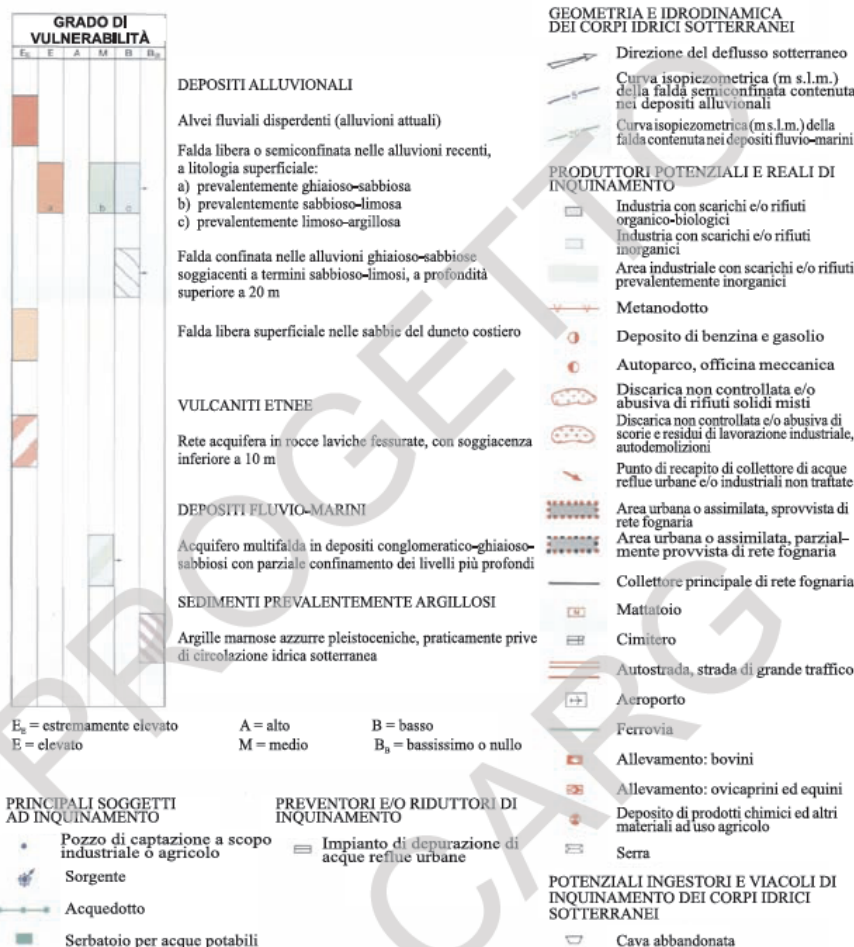 GRADO DI
VULNERABILITÀ
E_E E A M B B_B
DEPOSITI ALLUVIONALI
Alvei fluviali disperdenti (alluvioni attuali)
Falda libera o semiconfinata nelle alluvioni recenti,
a litologia superficiale:
a) prevalentemente ghiaioso-sabbiosa
b) prevalentemente sabbioso-limosa
c) prevalentemente limoso-argillosa
a b c
Falda confinata nelle alluvioni ghiaioso-sabbiose
soggiacenti a termini sabbioso-limosi, a profondità
superiore a 20 m
Falda libera superficiale nelle sabbie del duneto costiero
VULCANITI ETNEE
Rete acquifera in rocce laviche fessurate, con soggiacenza
inferiore a 10 m
DEPOSITI FLUVIO-MARINI
Acquifero multifalda in depositi conglomeratico-ghiaioso-
sabbiosi con parziale confinamento dei livelli più profondi
SEDIMENTI PREVALENTEMENTE ARGILLOSI
Argille marnose azzurre pleistoceniche, praticamente prive
di circolazione idrica sotterranea
E_E = estremamente elevato A = alto B = basso
E = elevato M = medio B_B = bassissimo o nullo
PRINCIPALI SOGGETTI
AD INQUINAMENTO
Pozzo di captazione a scopo
industriale o agricolo
Sorgente
Acquedotto
Serbatoio per acque potabili
PREVENTORI E/O RIDUTTORI DI
INQUINAMENTO
Impianto di depurazione di
acque reflue urbane
GEOMETRIA E IDRODINAMICA
DEI CORPI IDRICI SOTTERRANEI
Direzione del deflusso sotterraneo
Curva isopiezometrica (m s.l.m.)
della falda semiconfinata contenuta
nei depositi alluvionali
Curva isopiezometrica (m s.l.m.) della
falda contenuta nei depositi fluvio-marini
PRODUTTORI POTENZIALI E REALI DI
INQUINAMENTO
Industria con scarichi e/o rifiuti
organico-biologici
Industria con scarichi e/o rifiuti
inorganici
Area industriale con scarichi e/o rifiuti
prevalentemente inorganici
Metanodotto
Deposito di benzina e gasolio
Autoparco, officina meccanica
Discarica non controllata e/o
abusiva di rifiuti solidi misti
Discarica non controllata e/o abusiva di
scorie e residui di lavorazione industriale,
autodemolizioni
Punto di recapito di collettore di acque
reflue urbane e/o industriali non trattate
Area urbana o assimilata, sprovvista di
rete fognaria
Area urbana o assimilata, parzial-
mente provvista di rete fognaria
Collettore principale di rete fognaria
M Mattatoio
Cimitero
Autostrada, strada di grande traffico
Aeroporto
Ferrovia
Allevamento: bovini
Allevamento: ovicaprini ed equini
Deposito di prodotti chimici ed altri
materiali ad uso agricolo
Serra
POTENZIALI INGESTORI E VIACOLI DI
INQUINAMENTO DEI CORPI IDRICI
SOTTERRANEI
Cava abbandonata
PROGETTO
CARG